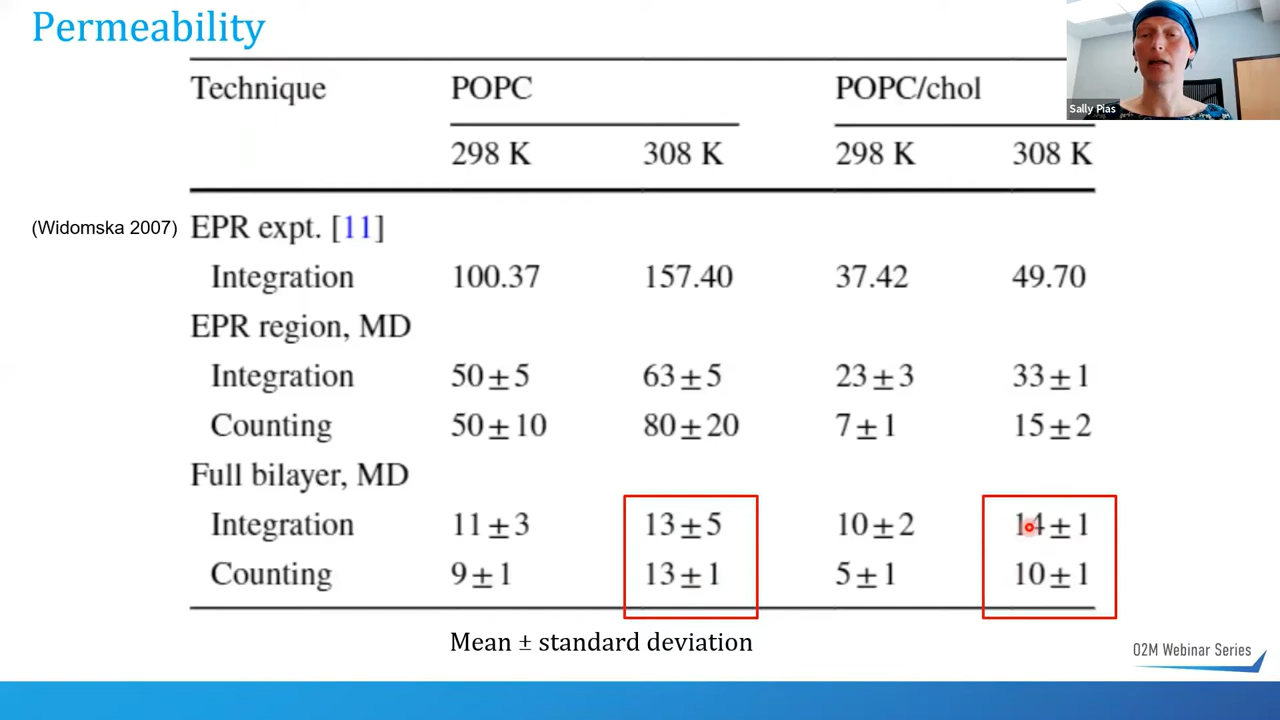 Permeability
Sally Pias
Technique POPC POPC/chol
298 K 308 K 298 K 308 K
(Widomska 2007) EPR expt. [11]
Integration 100.37 157.40 37.42 49.70
EPR region, MD
Integration 50±5 63±5 23±3 33±1
Counting 50±10 80±20 7±1 15±2
Full bilayer, MD
Integration 11±3 13±5 10±2 14±1
Counting 9±1 13±1 5±1 10±1
Mean ± standard deviation
O2M Webinar Series